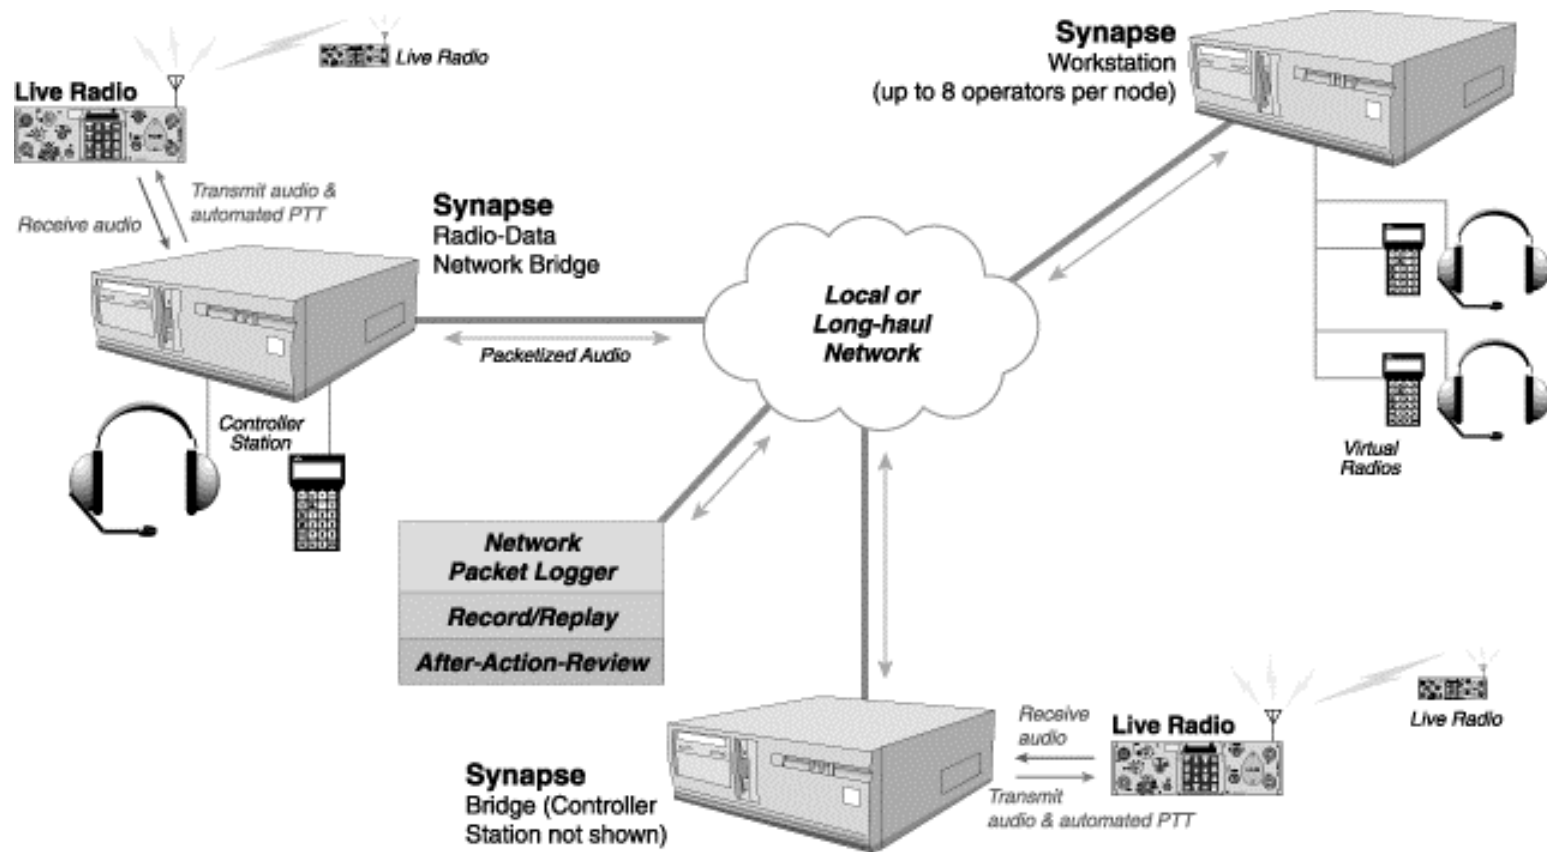 Live Radio
Live Radio
Transmit audio &
automated PTT
Receive audio
Synapse
Radio-Data
Network Bridge
Packetized Audio
Controller
Station
Synapse
Workstation
(up to 8 operators per node)
Local or
Long-haul
Network
Virtual
Radios
Network
Packet Logger
Record/Replay
After-Action-Review
Synapse
Bridge (Controller
Station not shown)
Receive
audio
Transmit
audio & automated PTT
Live Radio
Live Radio